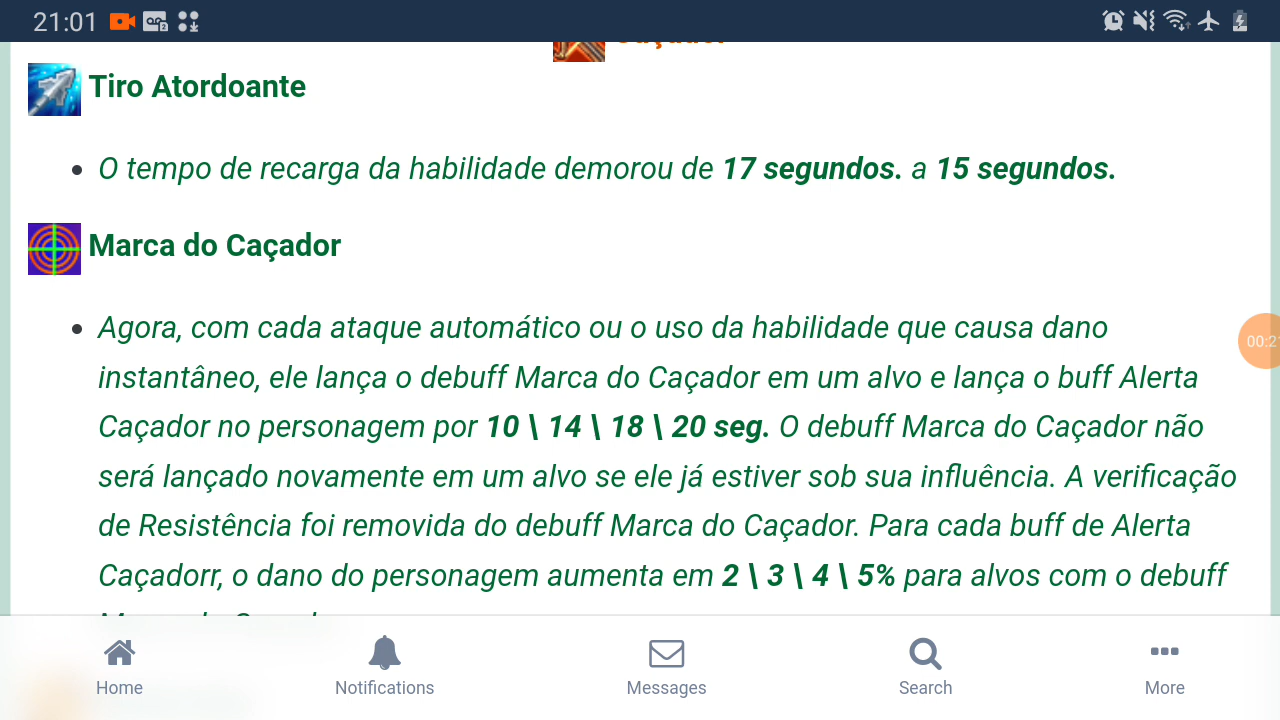 21:01
Tiro Atordoante
O tempo de recarga da habilidade demorou de 17 segundos. a 15 segundos.
Marca do Caçador
Agora, com cada ataque automático ou o uso da habilidade que causa dano
instantâneo, ele lança o debuff Marca do Caçador em um alvo e lança o buff Alerta
Caçador no personagem por 10 \ 14 \ 18 \ 20 seg. O debuff Marca do Caçador não
será lançado novamente em um alvo se ele já estiver sob sua influência. A verificação
de Resistência foi removida do debuff Marca do Caçador. Para cada buff de Alerta
Caçadorr, o dano do personagem aumenta em 2 \ 3 \ 4 \ 5% para alvos com o debuff
00:21
Home
Notifications
Messages
Search
More